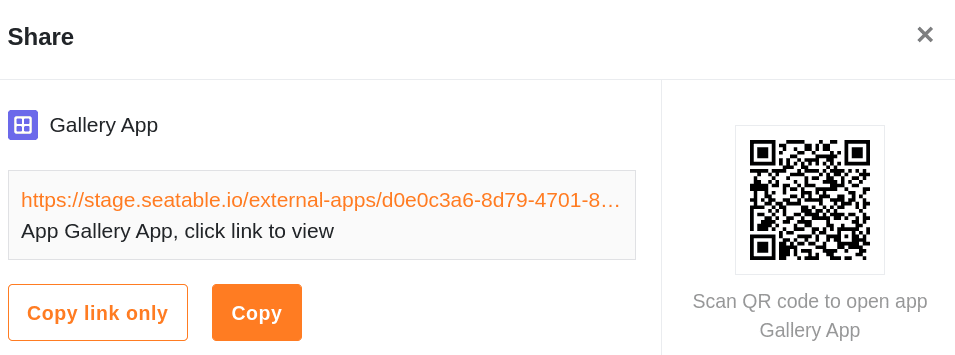 Share
Gallery App
https://stage.seatable.io/external-apps/d0e0c3a6-8d79-4701-8…
App Gallery App, click link to view
Copy link only
Copy
Scan QR code to open app
Gallery App